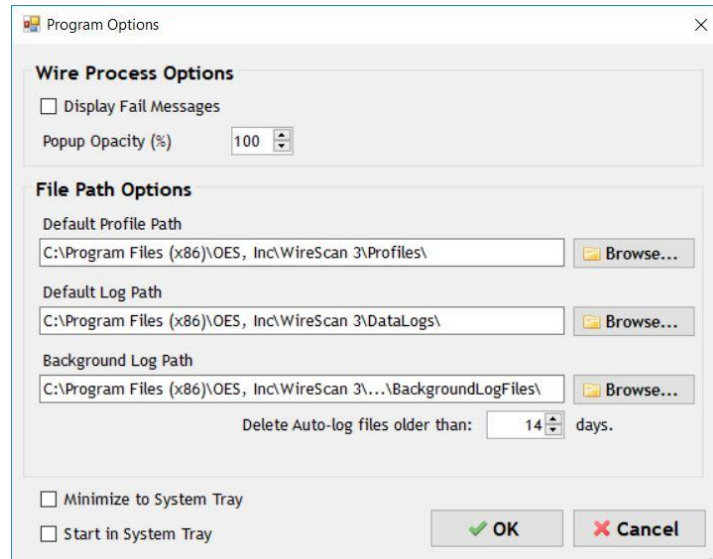 Program Options
Wire Process Options
Display Fail Messages
Popup Opacity (%) 100
File Path Options
Default Profile Path
C:\Program Files (x86)\OES, Inc\WireScan 3\Profiles\ Browse...
Default Log Path
C:\Program Files (x86)\OES, Inc\WireScan 3\DataLogs\ Browse...
Background Log Path
C:\Program Files (x86)\OES, Inc\WireScan 3\...\BackgroundLogFiles\ Browse...
Delete Auto-log files older than: 14 days.
Minimize to System Tray
Start in System Tray
OK Cancel